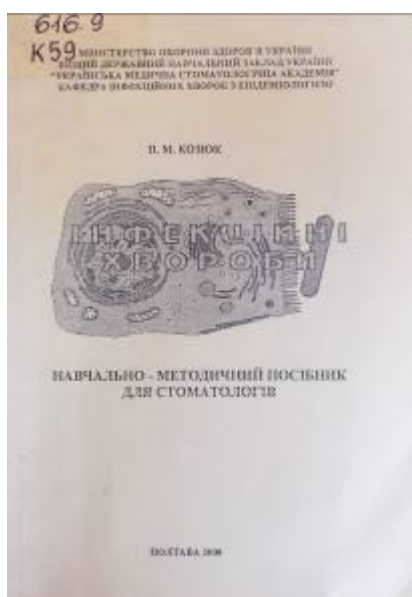 616.9
К59
МІНІСТЕРСТВО ОХОРОНИ ЗДОРОВ'Я УКРАЇНИ
ВИЩИЙ ДЕРЖАВНИЙ НАВЧАЛЬНИЙ ЗАКЛАД УКРАЇНИ
"УКРАЇНСЬКА МЕДИЧНА СТОМАТОЛОГІЧНА АКАДЕМІЯ"
КАФЕДРА ІНФЕКЦІЙНИХ ХВОРОБ З ЕПІДЕМІОЛОГІЄЮ
ІНФЕКЦІЙНІ
ХВОРОБИ
НАВЧАЛЬНО - МЕТОДИЧНИЙ ПОСІБНИК
ДЛЯ СТОМАТОЛОГІВ
ПОЛТАВА